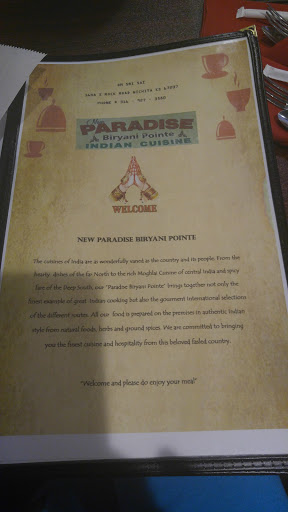 New
PARADISE
Biryani Pointe
INDIAN CUISINE
WELCOME
NEW PARADISE BIRYANI POINTE
The cuisines of India are as wonderfully varied as the country and its people. From the
hearty dishes of the far North to the rich Moghlai Cuisine of central India and spicy
fare of the Deep South, our "Paradise Biryani Pointe" brings together not only the
finest example of great Indian cooking but also the gourmet International selections
of the different routes. All our food is prepared on the premises in authentic Indian
style from natural foods, herbs and ground spices. We are committed to bringing
you the finest cuisine and hospitality from this beloved fabled country.
"Welcome and please do enjoy your meal"